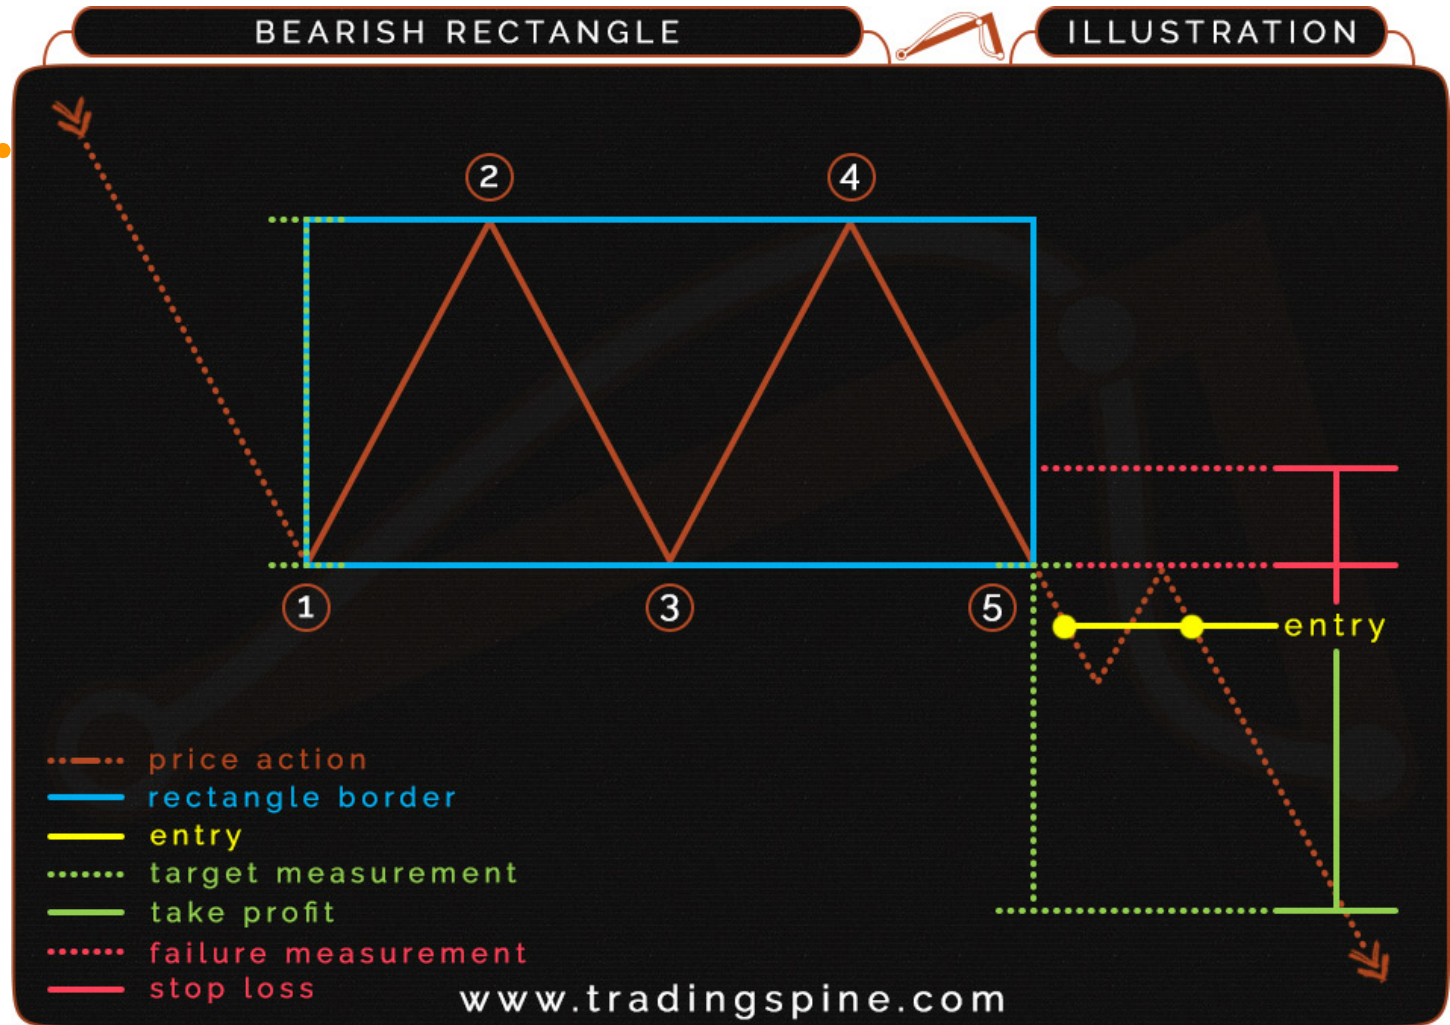 BEARISH RECTANGLE
ILLUSTRATION
2
4
1
3
5
entry
price action
rectangle border
entry
target measurement
take profit
failure measurement
stop loss
www.tradingspine.com